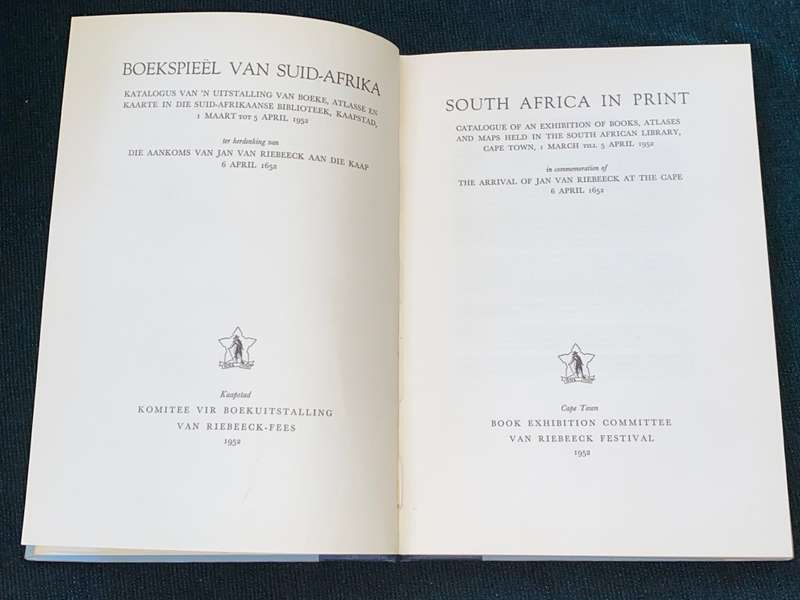 BOEKSPIEËL VAN SUID-AFRIKA
KATALOGUS VAN 'N UITSTALLING VAN BOEKE, ATLASSE EN
KAARTE IN DIE SUID-AFRIKAANSE BIBLIOTEEK, KAAPSTAD,
1 MAART TOT 5 APRIL 1952
ter herdenking van
DIE AANKOMS VAN JAN VAN RIEBEECK AAN DIE KAAP
6 APRIL 1652
Kaapstad
KOMITEE VIR BOEKUITSTALLING
VAN RIEBEECK-FEES
1952
SOUTH AFRICA IN PRINT
CATALOGUE OF AN EXHIBITION OF BOOKS, ATLASES
AND MAPS HELD IN THE SOUTH AFRICAN LIBRARY,
CAPE TOWN, 1 MARCH TILL 5 APRIL 1952
in commemoration of
THE ARRIVAL OF JAN VAN RIEBEECK AT THE CAPE
6 APRIL 1652
Cape Town
BOOK EXHIBITION COMMITTEE
VAN RIEBEECK FESTIVAL
1952